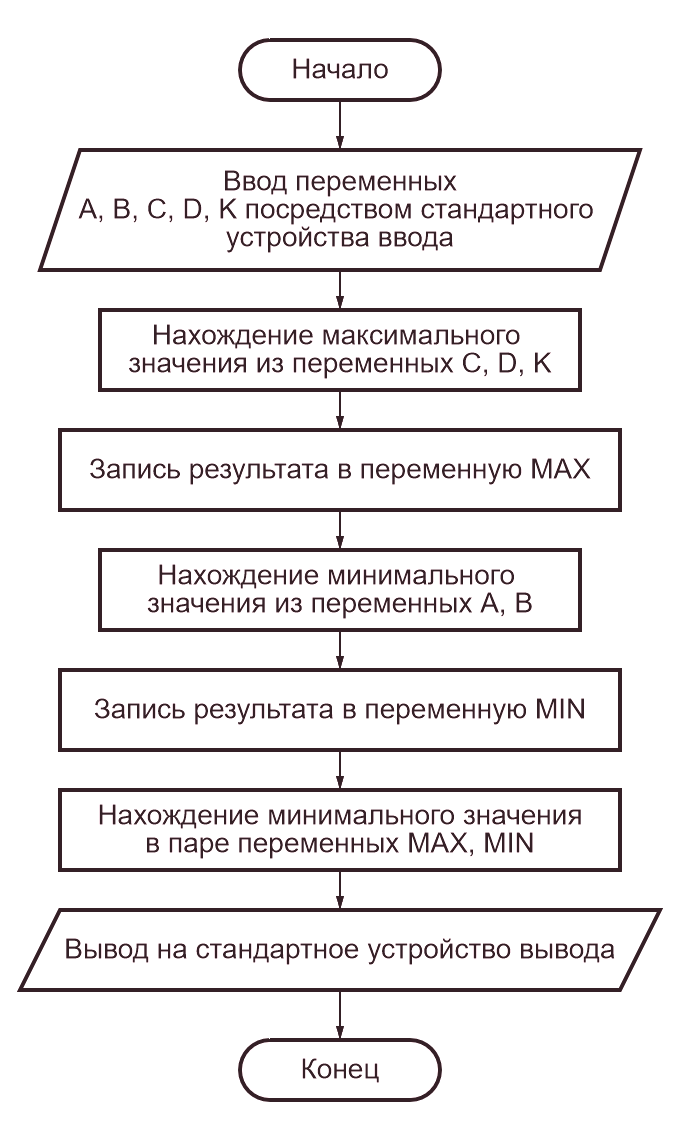 Начало
Ввод переменных
A, B, C, D, K посредством стандартного
устройства ввода
Нахождение максимального
значения из переменных C, D, K
Запись результата в переменную MAX
Нахождение минимального
значения из переменных A, B
Запись результата в переменную MIN
Нахождение минимального значения
в паре переменных MAX, MIN
Вывод на стандартное устройство вывода
Конец